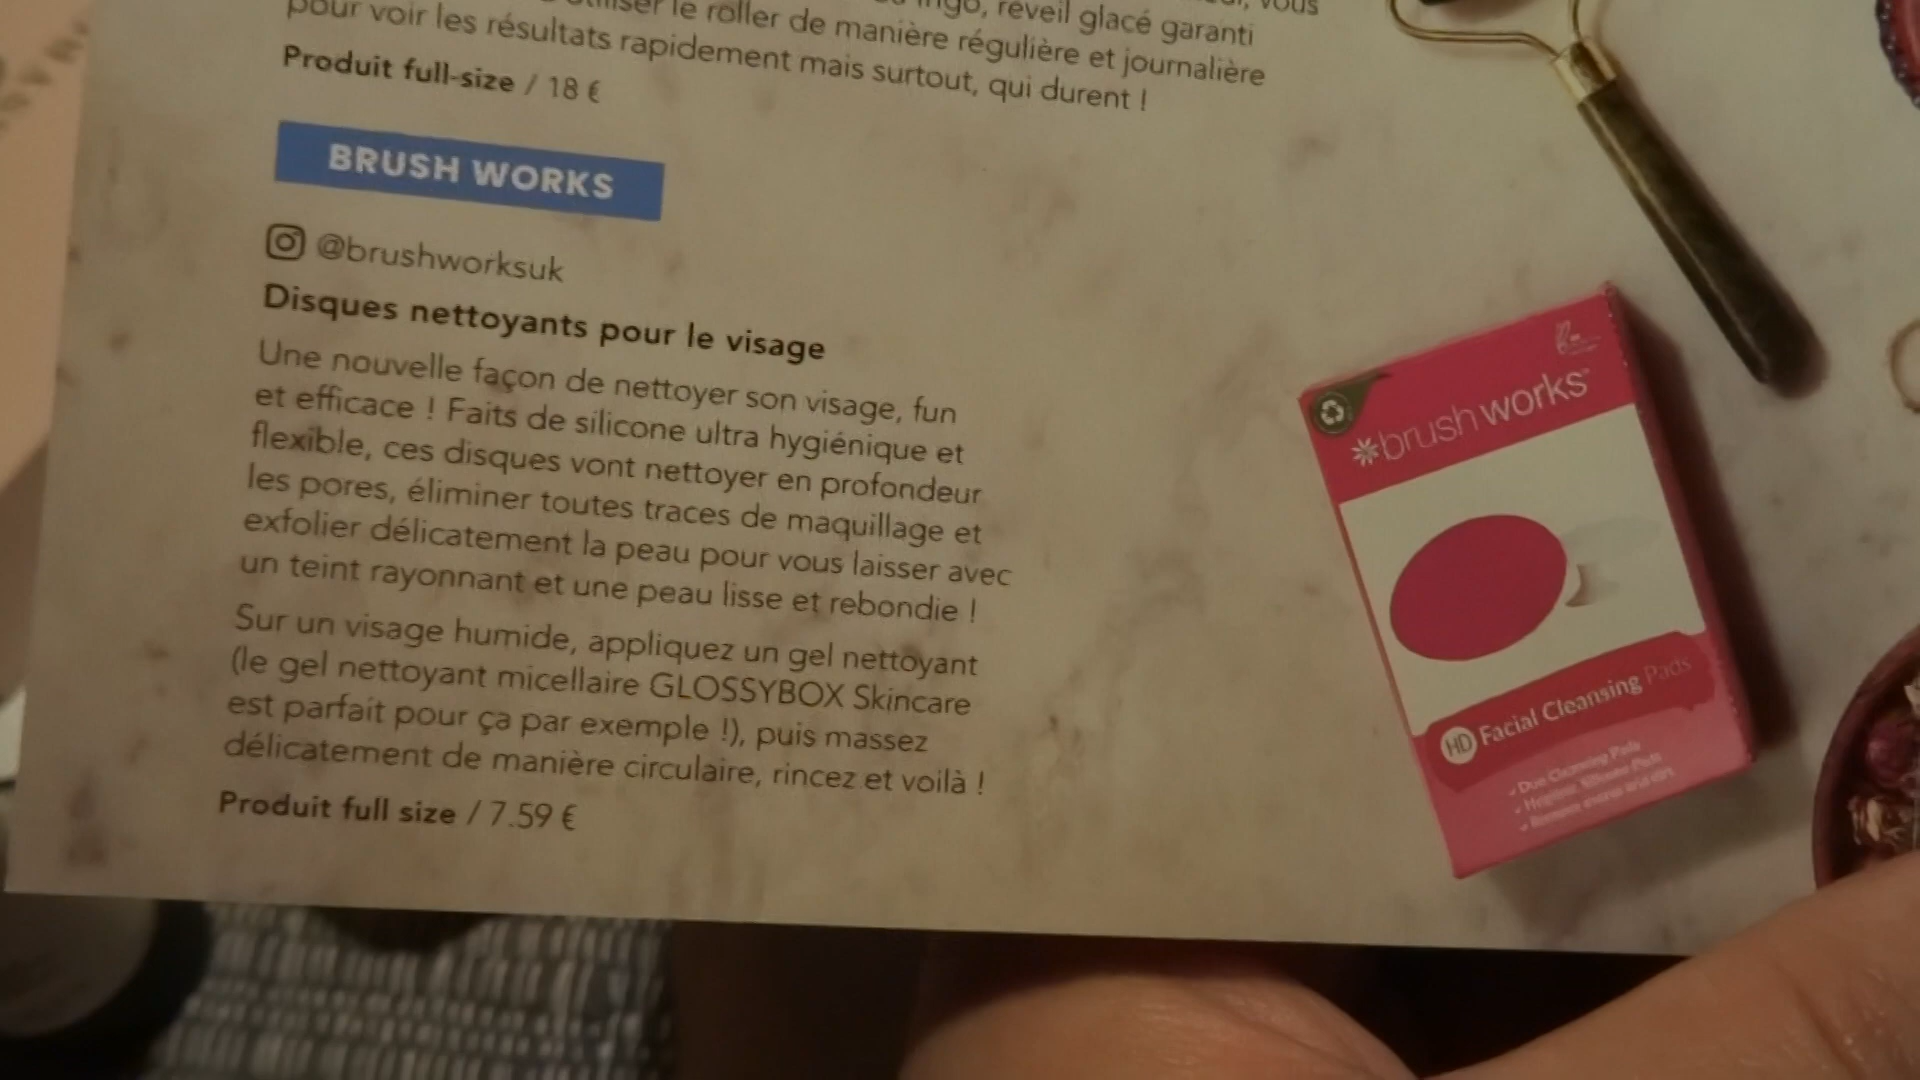 le roller de manière régulière, réveil glacé garanti
pour voir les résultats rapidement mais surtout, qui durent !
Produit full-size / 18 €
BRUSH WORKS
@brushworksuk
Disques nettoyants pour le visage
Une nouvelle façon de nettoyer son visage, fun
et efficace ! Faits de silicone ultra hygiénique et
flexible, ces disques vont nettoyer en profondeur
les pores, éliminer toutes traces de maquillage et
exfolier délicatement la peau pour vous laisser avec
un teint rayonnant et une peau lisse et rebondie !
Sur un visage humide, appliquez un gel nettoyant
(le gel nettoyant micellaire GLOSSYBOX Skincare
est parfait pour ça par exemple !), puis massez
délicatement de manière circulaire, rincez et voilà !
Produit full size / 7.59 €
brushworks
HD Facial Cleansing Pads